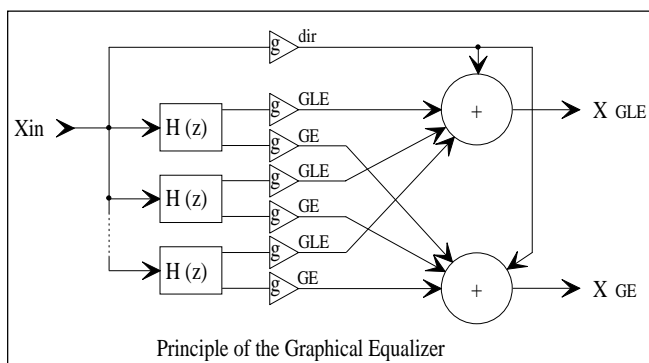 g dir
g GLE
Xin H (z) + X GLE
g GE
g GLE
H (z)
g GE
g GLE
H (z)
g GE + X GE
Principle of the Graphical Equalizer